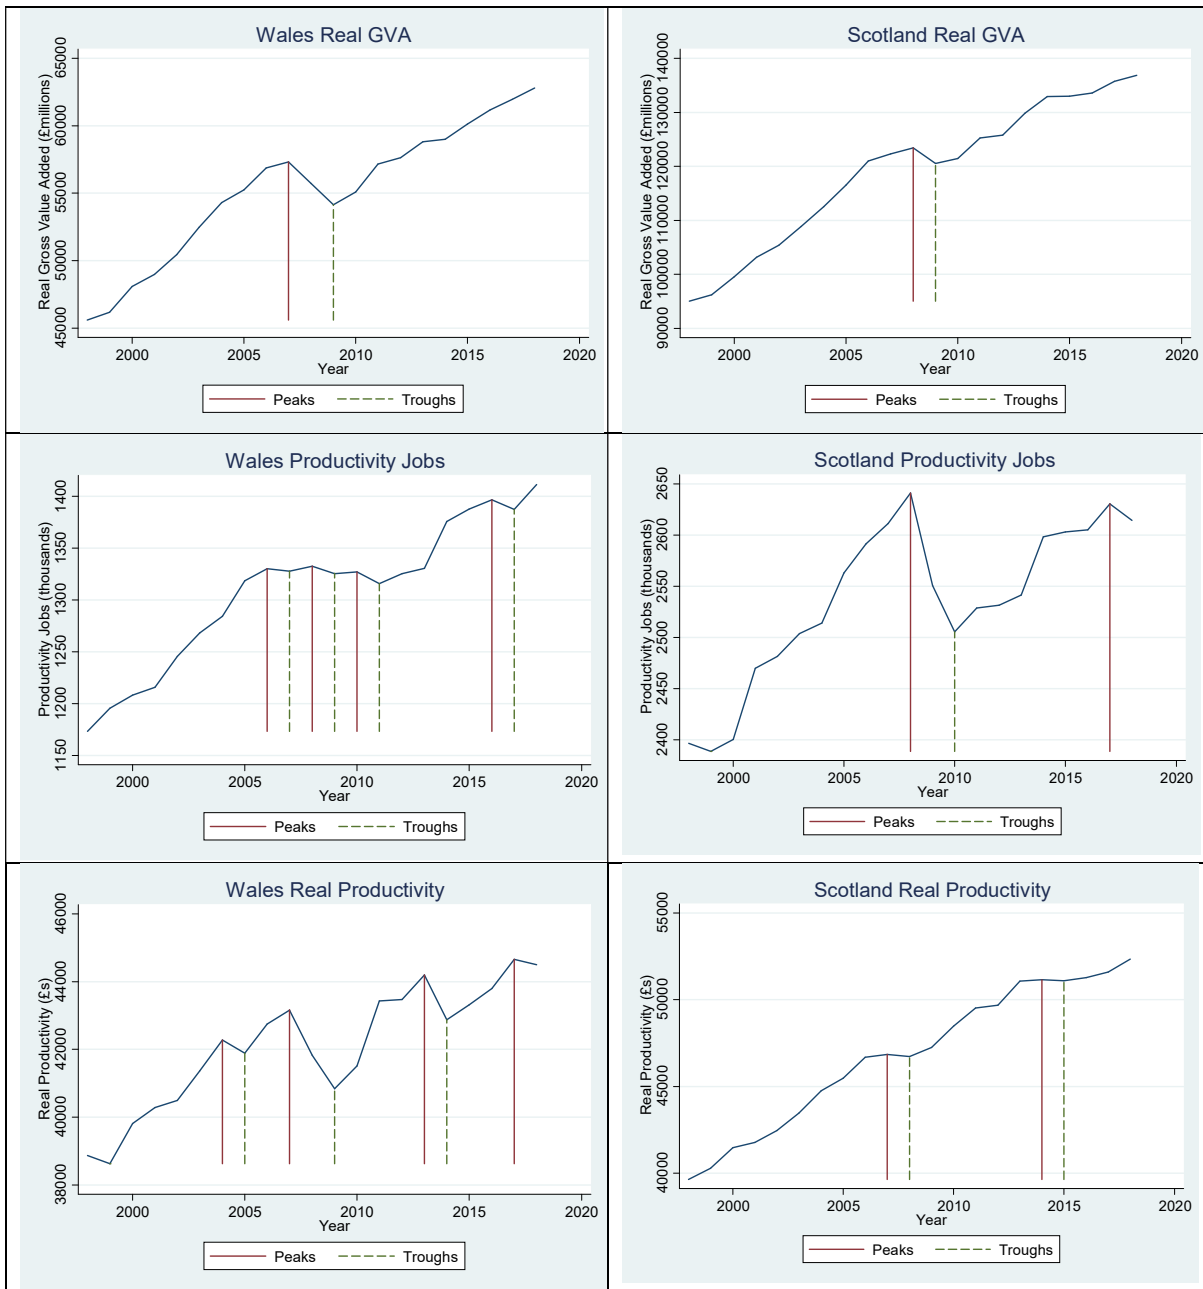 Wales Real GVA
Real Gross Value Added (£millions)
65000
60000
55000
50000
45000
2000 2005 2010 2015 2020
Year
Peaks Troughs
Scotland Real GVA
Real Gross Value Added (£millions)
140000
130000
120000
110000
100000
90000
2000 2005 2010 2015 2020
Year
Peaks Troughs
Wales Productivity Jobs
Productivity Jobs (thousands)
1400
1350
1300
1250
1200
1150
2000 2005 2010 2015 2020
Year
Peaks Troughs
Scotland Productivity Jobs
Productivity Jobs (thousands)
2650
2600
2550
2500
2450
2400
2000 2005 2010 2015 2020
Year
Peaks Troughs
Wales Real Productivity
Real Productivity (£s)
46000
44000
42000
40000
38000
2000 2005 2010 2015 2020
Year
Peaks Troughs
Scotland Real Productivity
Real Productivity (£s)
55000
50000
45000
40000
2000 2005 2010 2015 2020
Year
Peaks Troughs